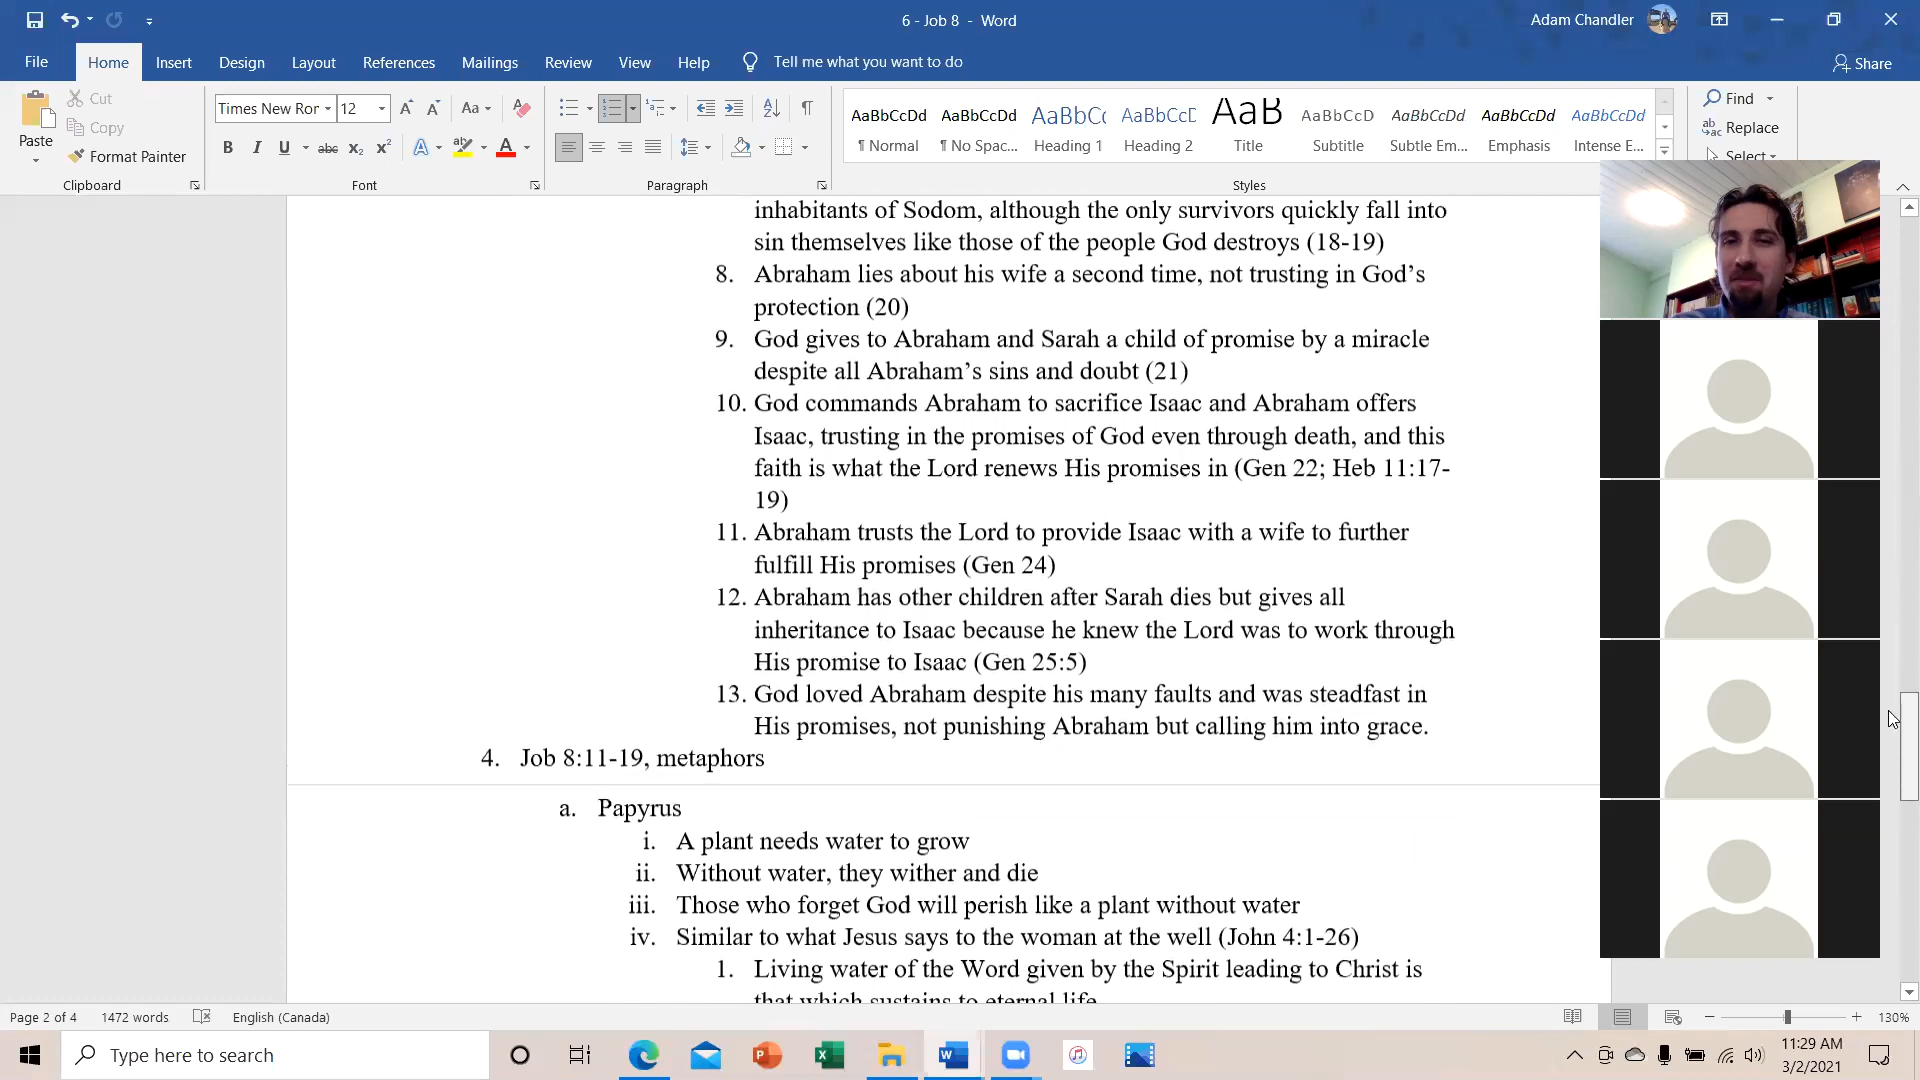 6 - Job 8 - Word
Adam Chandler
File Home Insert Design Layout References Mailings Review View Help Tell me what you want to do
Share
Paste
Cut
Copy
Format Painter
Clipboard
Times New Ror 12
Font
Paragraph
AaBbCcDd AaBbCcDd AaBbC AaBbCcD AaB AaBbCcD AaBbCcDd AaBbCcDd AaBbCcDd
¶ Normal ¶ No Spac... Heading 1 Heading 2 Title Subtitle Subtle Em... Emphasis Intense E...
Styles
Find
Replace
Select
inhabitants of Sodom, although the only survivors quickly fall into
sin themselves like those of the people God destroys (18-19)
8. Abraham lies about his wife a second time, not trusting in God’s
protection (20)
9. God gives to Abraham and Sarah a child of promise by a miracle
despite all Abraham’s sins and doubt (21)
10. God commands Abraham to sacrifice Isaac and Abraham offers
Isaac, trusting in the promises of God even through death, and this
faith is what the Lord renews His promises in (Gen 22; Heb 11:17-
19)
11. Abraham trusts the Lord to provide Isaac with a wife to further
fulfill His promises (Gen 24)
12. Abraham has other children after Sarah dies but gives all
inheritance to Isaac because he knew the Lord was to work through
His promise to Isaac (Gen 25:5)
13. God loved Abraham despite his many faults and was steadfast in
His promises, not punishing Abraham but calling him into grace.
4. Job 8:11-19, metaphors
a. Papyrus
i. A plant needs water to grow
ii. Without water, they wither and die
iii. Those who forget God will perish like a plant without water
iv. Similar to what Jesus says to the woman at the well (John 4:1-26)
1. Living water of the Word given by the Spirit leading to Christ is
that which sustains to eternal life
Page 2 of 4 1472 words English (Canada) 130%
Type here to search
11:29 AM
3/2/2021